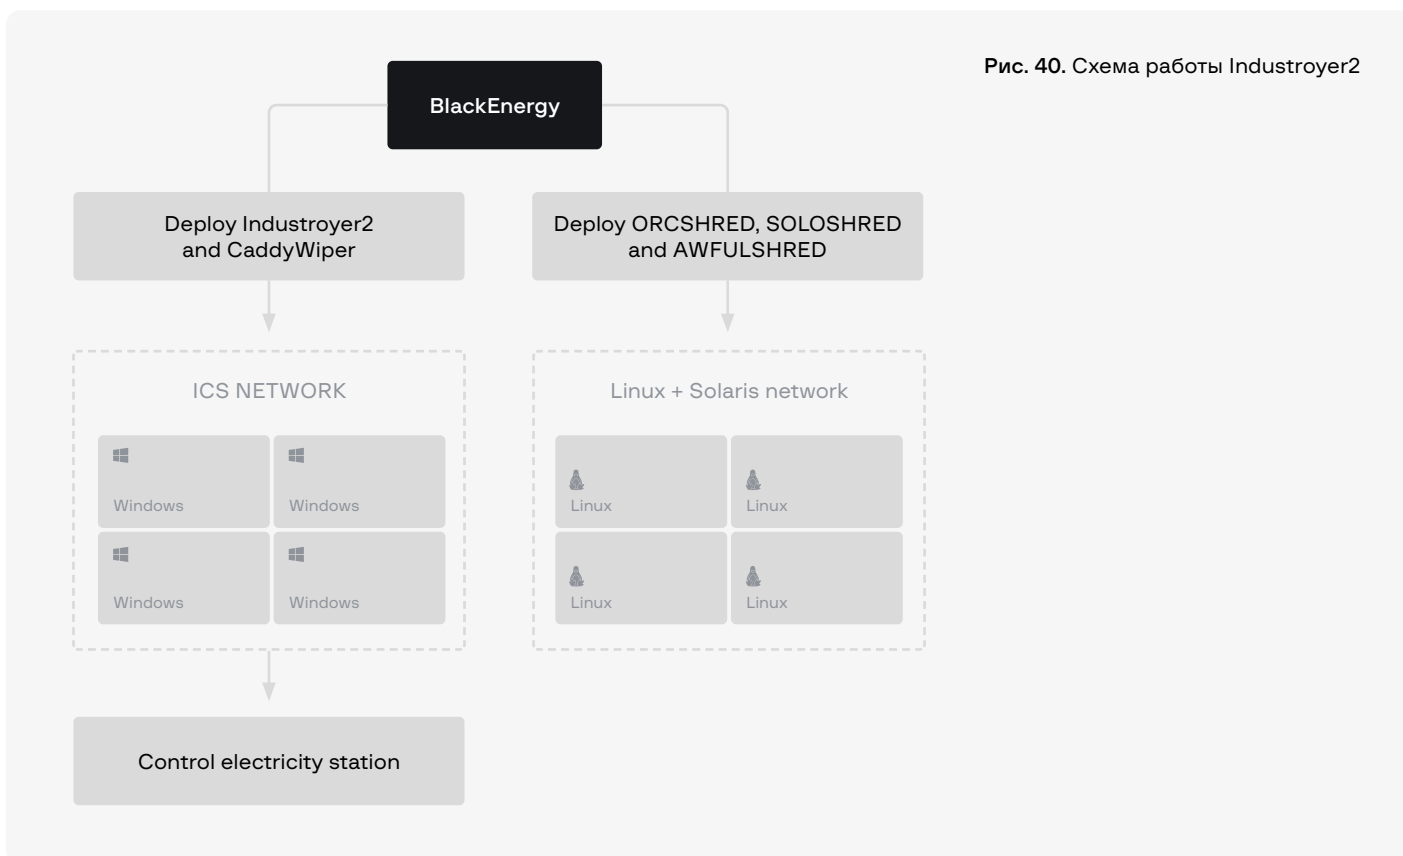 Рис. 40. Схема работы Industroyer2
BlackEnergy
Deploy Industroyer2
and CaddyWiper
Deploy ORCSHRED, SOLOSHRED
and AWFULSHRED
ICS NETWORK
Windows
Windows
Windows
Windows
Linux + Solaris network
Linux
Linux
Linux
Linux
Control electricity station